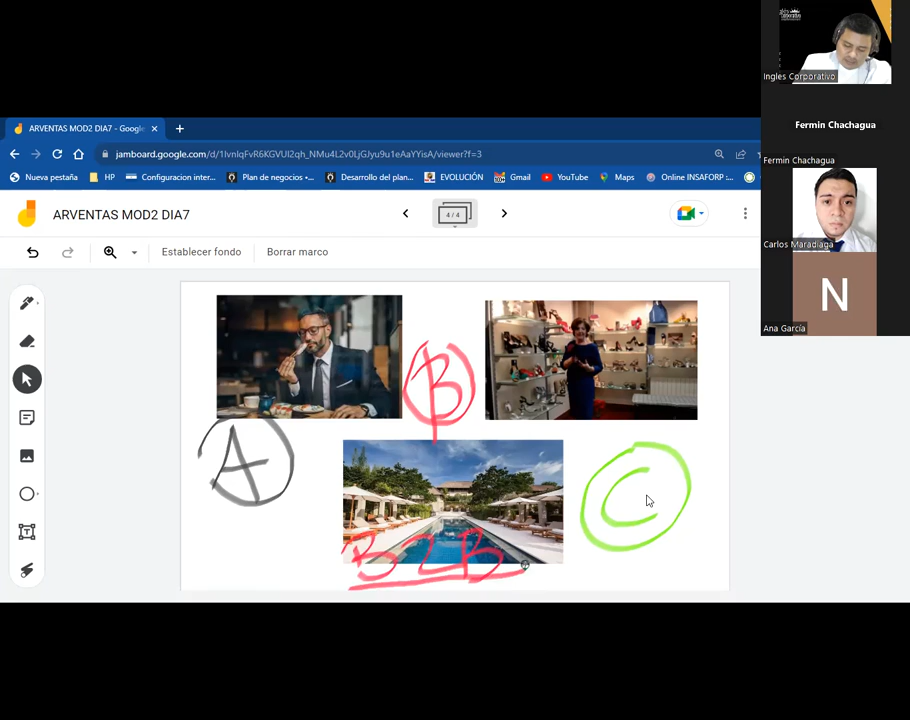 Ingles Corporativo
Fermin Chachagua
Fermin Chachagua
Carlos Maradiaga
N
Ana García
ARVENTAS MOD2 DIA7 - Google
jamboard.google.com/d/1IvnlqFvR6KGVUI2qh_NMu4L2v0LjGJyu9u1eAaYYisA/viewer?f=3
Nueva pestaña
HP
Configuracion inter...
Plan de negocios •...
Desarrollo del plan...
EVOLUCIÓN
Gmail
YouTube
Maps
Online INSAFORP :...
ARVENTAS MOD2 DIA7
4 / 4
Establecer fondo
Borrar marco
B
A
C
B2B